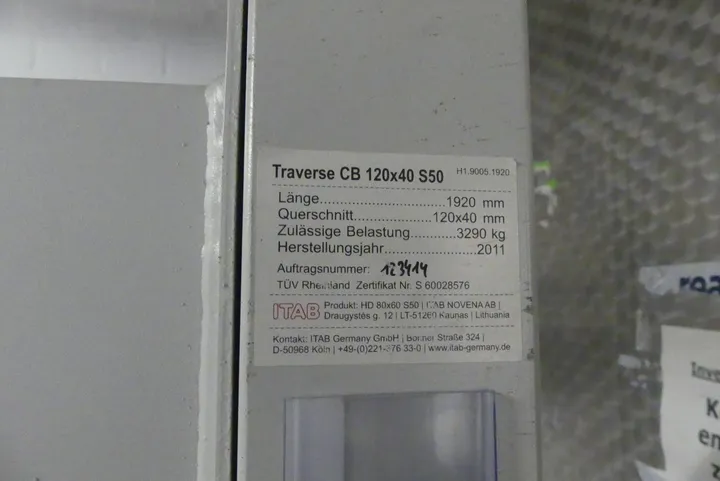 Traverse CB 120x40 S50 H1.9005.1920
Länge..............................1920 mm
Querschnitt.................120x40 mm
Zulässige Belastung...........3290 kg
Herstellungsjahr......................2011
Auftragsnummer: 123414
TÜV Rheinland Zertifikat Nr. S 60028576
ITAB
Produkt: HD 80x60 S50 | ITAB NOVENA AB |
Draugystės g. 12 | LT-51260 Kaunas | Lithuania
Kontakt: ITAB Germany GmbH | Bonner Straße 324 |
D-50968 Köln | +49-(0)221-376 33-0 | www.itab-germany.de
Inve
K
en